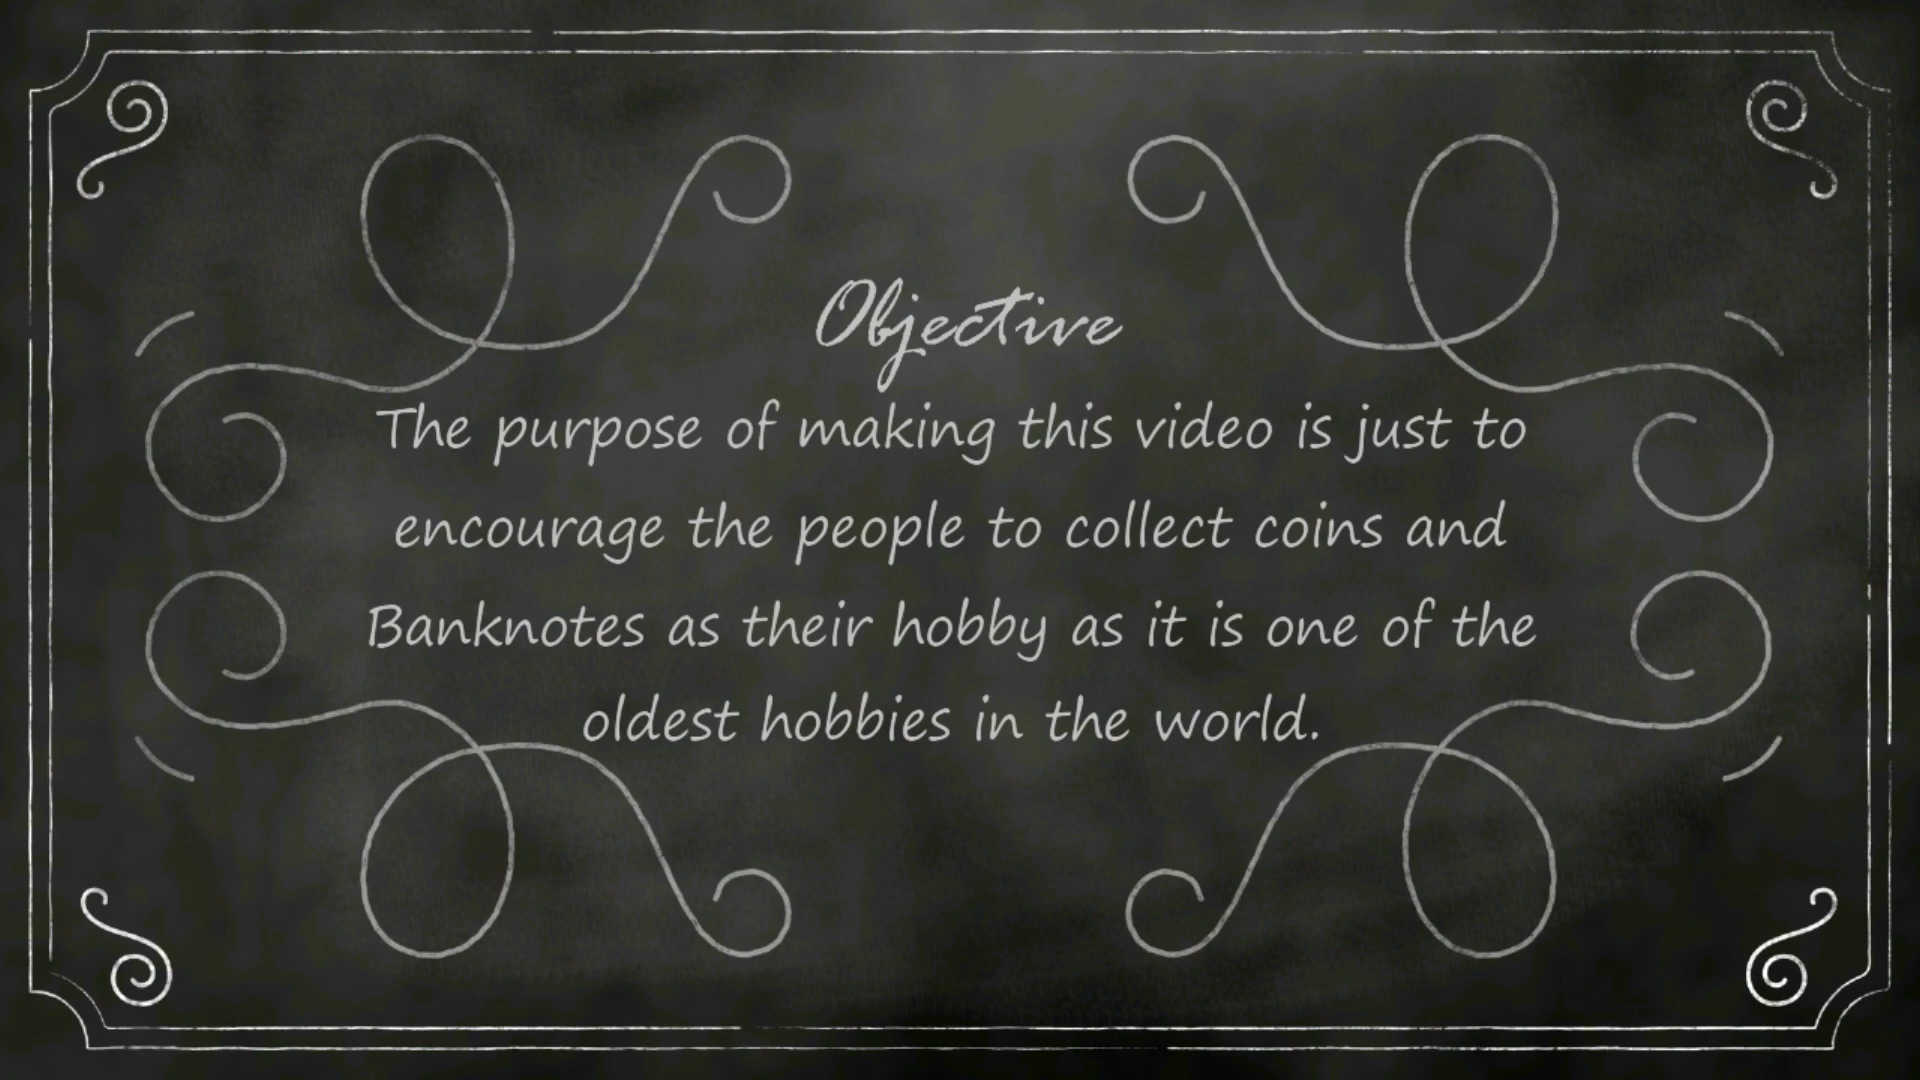 Objective
The purpose of making this video is just to
encourage the people to collect coins and
Banknotes as their hobby as it is one of the
oldest hobbies in the world.